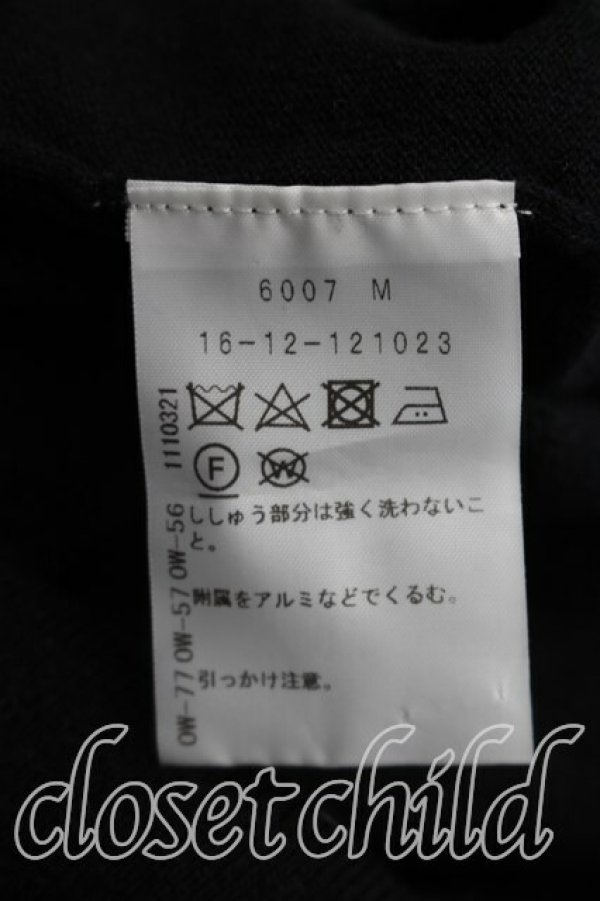 6007 M
16-12-121023
1110321
F
W
ししゅう部分は強く洗わないこ
と。
附属をアルミなどでくるむ。
引っかけ注意。
OW-77 OW-57 OW-56
closet child